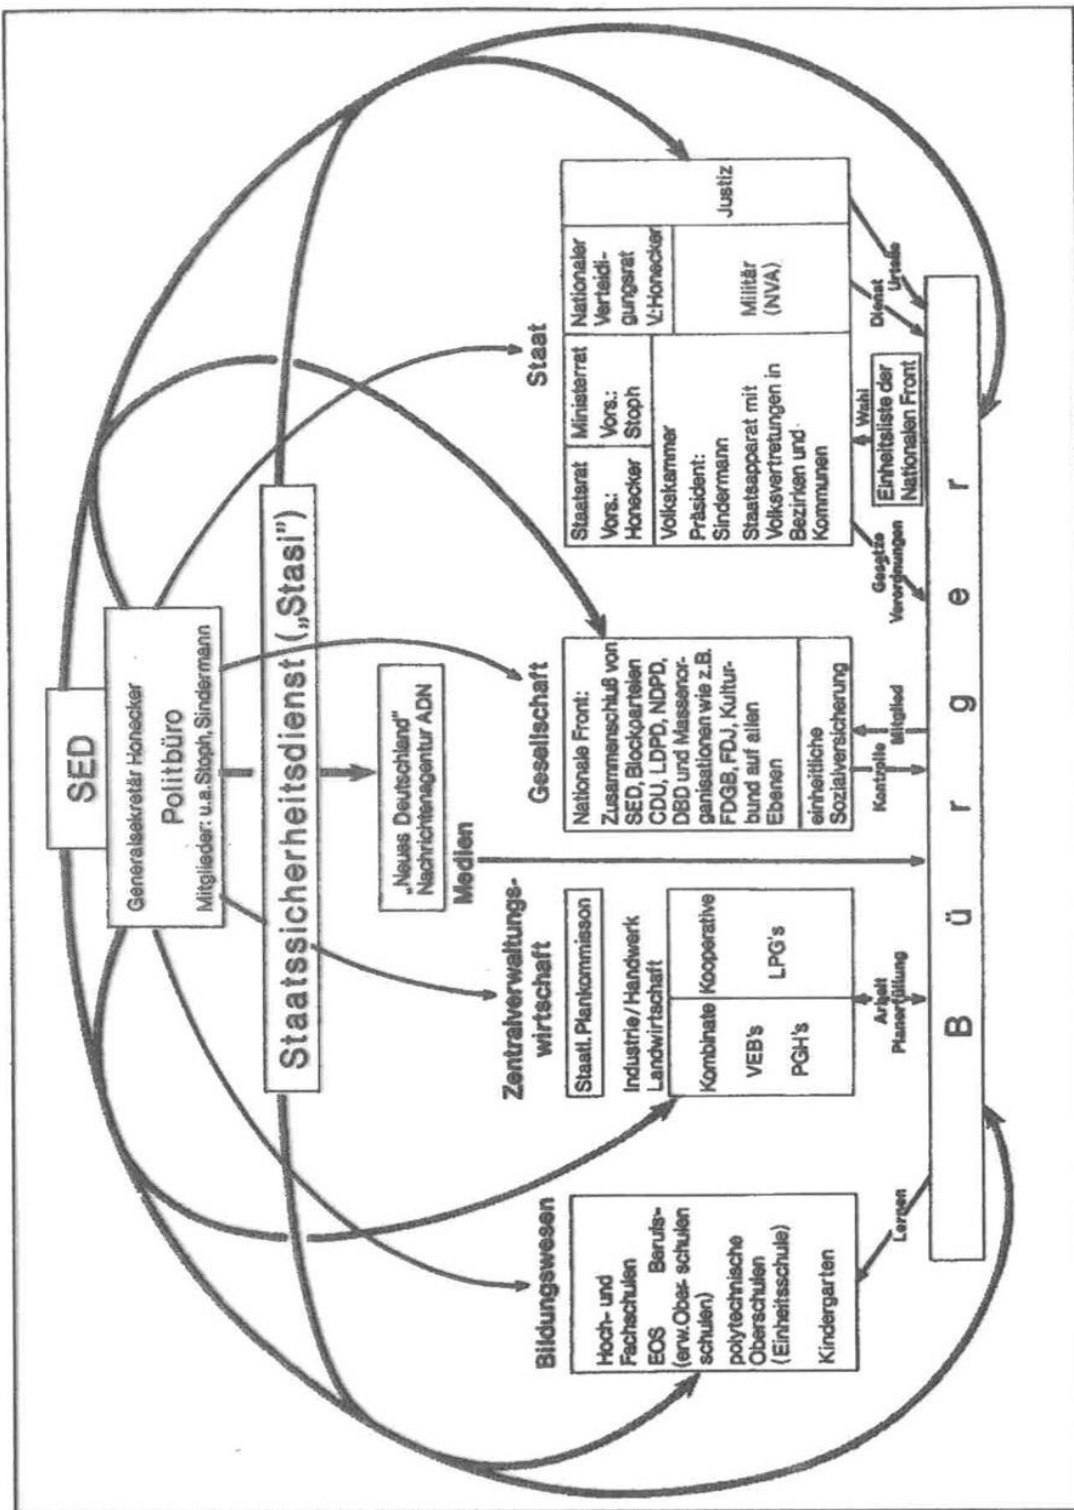 SED
Generalsekretär Honecker
Politbüro
Mitglieder: u.a.Stoph, Sindermann
Staatssicherheitsdienst („Stasi”)
„Neues Deutschland”
Nachrichtenagentur ADN
Medien
Bildungswesen
Hoch- und
Fachschulen
EOS Berufs-
(erw.Ober- schulen
schulen)
polytechnische
Oberschulen
(Einheitsschule)
Kindergarten
Lernen
Zentralverwaltungs-
wirtschaft
Staatl. Plankommisson
Industrie/Handwerk
Landwirtschaft
Kombinate Kooperative
VEB's
LPG's
PGH's
Arbeit
Planerfüllung
Gesellschaft
Nationale Front:
Zusammenschluß von
SED, Blockparteien
CDU, LDPD, NDPD,
DBD und Massenor-
ganisationen wie z.B.
FDGB, FDJ, Kultur-
bund auf allen
Ebenen
einheitliche
Sozialversicherung
Kontrolle
Mitglied
Staat
Staatsrat
Vors.:
Honecker
Ministerrat
Vors.:
Stoph
Nationaler
Verteidi-
gungsrat
V.:Honecker
Justiz
Volkskammer
Präsident:
Sindermann
Staatsapparat mit
Volksvertretungen in
Bezirken und
Kommunen
Militär
(NVA)
Gesetze
Verordnungen
Wahl
Einheitsliste der
Nationalen Front
Dienst
Urteile
Bürger